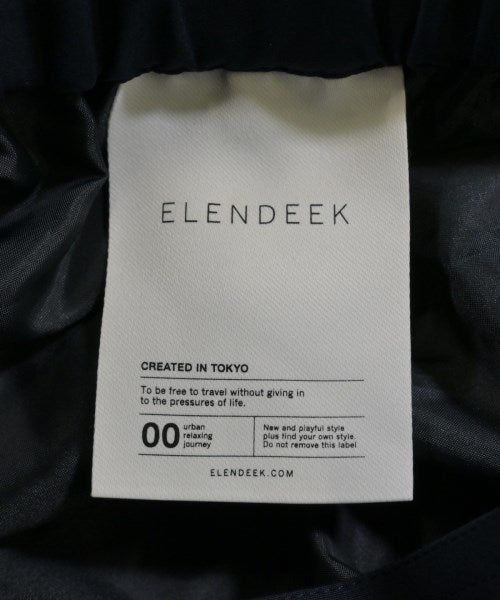 ELENDEEK
CREATED IN TOKYO
To be free to travel without giving in
to the pressures of life.
00
urban
relaxing
journey
New and playful style
plus find your own style.
Do not remove this label
ELENDEEK.COM